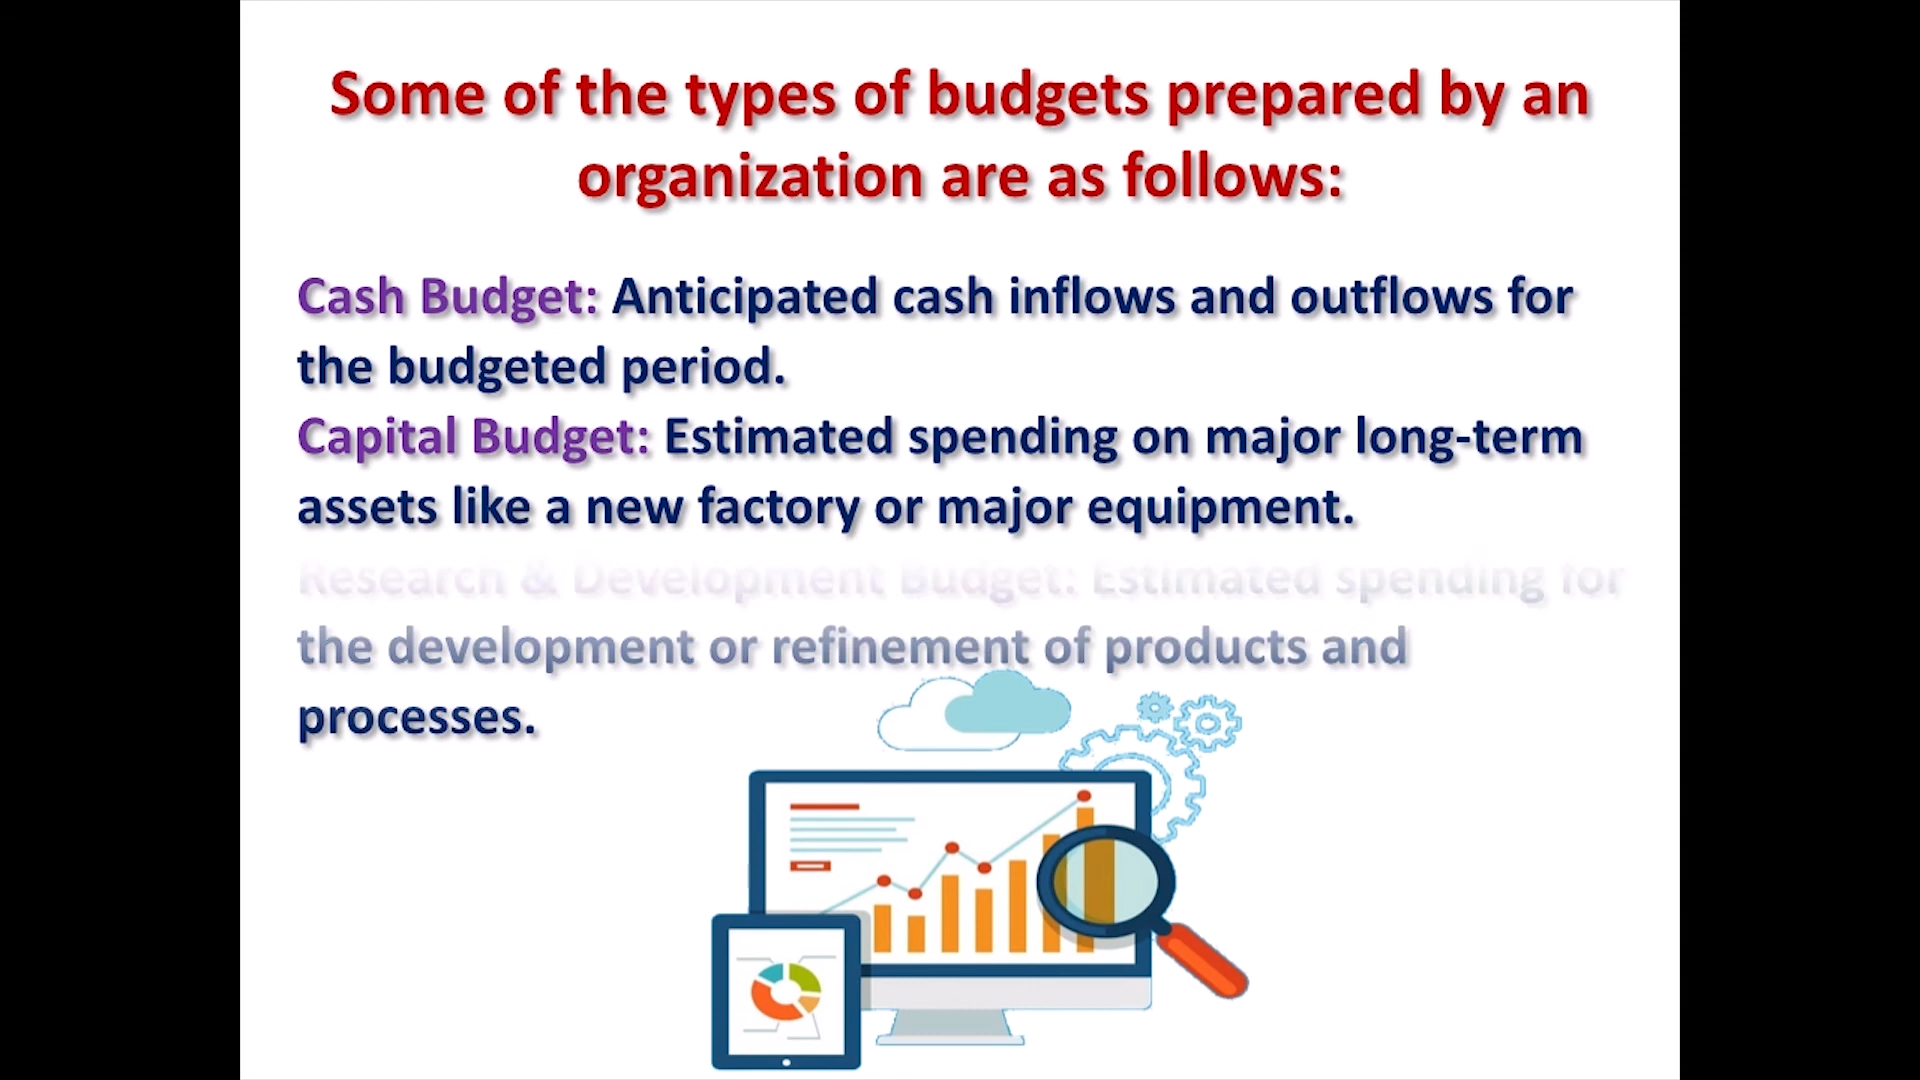 Some of the types of budgets prepared by an
organization are as follows:
Cash Budget: Anticipated cash inflows and outflows for
the budgeted period.
Capital Budget: Estimated spending on major long-term
assets like a new factory or major equipment.
Research & Development Budget: Estimated spending for
the development or refinement of products and
processes.